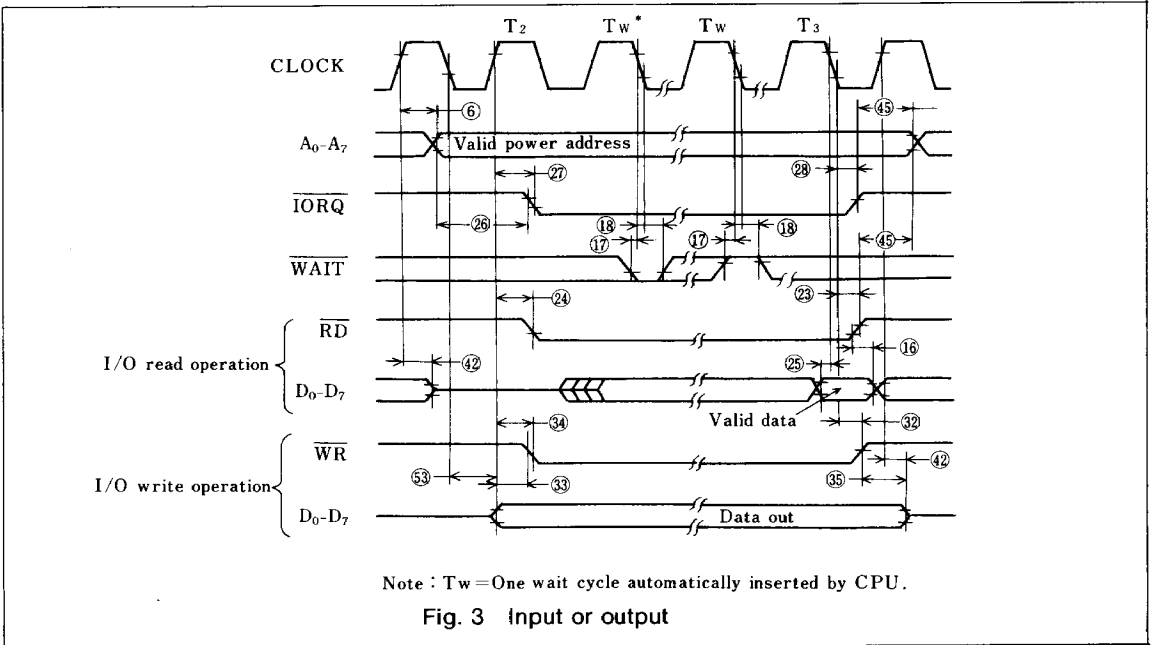 T2 Tw* Tw T3
CLOCK
⑥ ㊺
A0-A7 Valid power address
㉗ ㉘
IORQ
㉖ ⑱ ⑱
⑰ ⑰ ㊺
WAIT
㉔ ㉓
RD
I/O read operation ㊷ ㉕ ⑯
D0-D7
Valid data
㉞ ㉜
WR
㊷
I/O write operation 53 ㉝ ㉟
D0-D7 Data out
Note : Tw=One wait cycle automatically inserted by CPU.
Fig. 3 Input or output